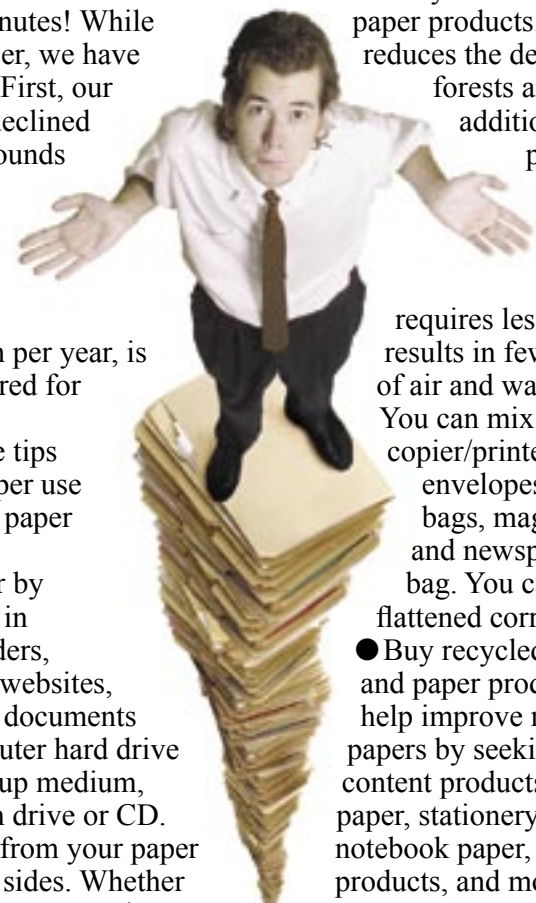 nutes! While
er, we have
First, our
leclined
ounds
n per year, is
red for
e tips
per use
paper
r by
in
ders,
websites,
documents
uter hard drive
up medium,
n drive or CD.
from your paper
sides. Whether
paper products
reduces the de
forests a
additio
p
requires les
results in few
of air and wa
You can mix
copier/printe
envelopes
bags, mag
and newsp
bag. You c
flattened corr
● Buy recycled
and paper prod
help improve r
papers by seeki
content products
paper, stationery
notebook paper,
products, and mo